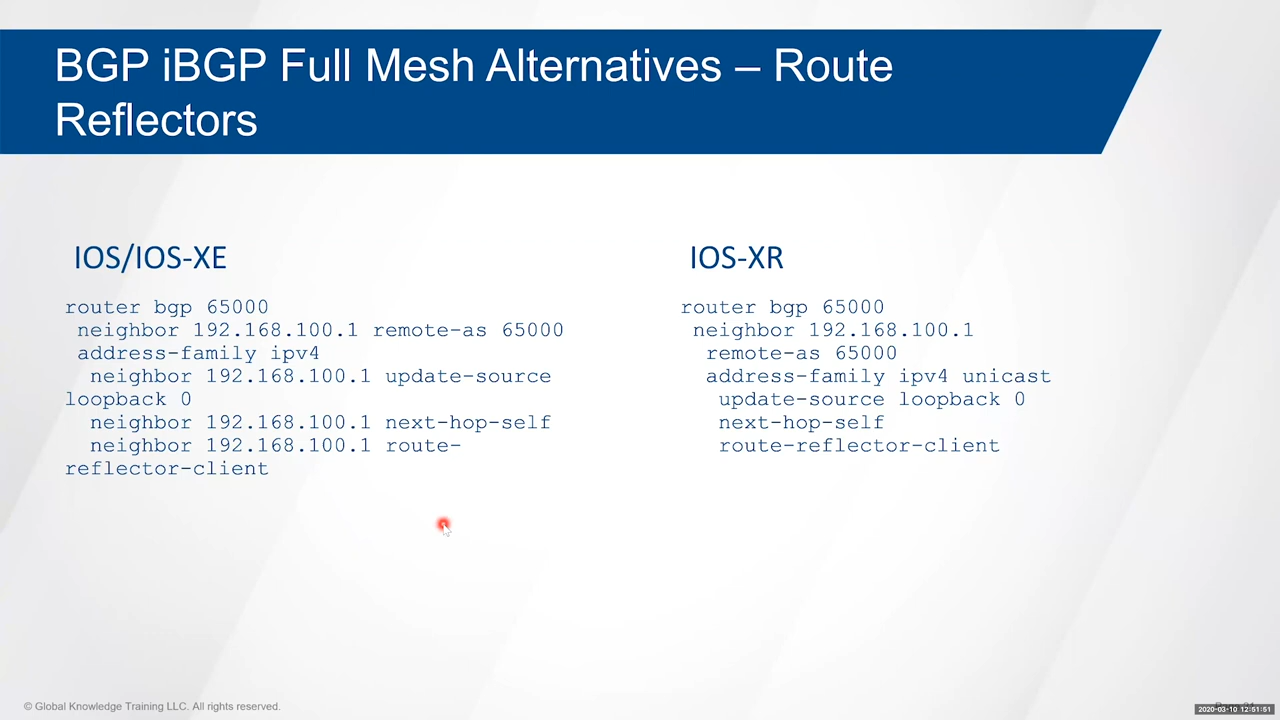 BGP iBGP Full Mesh Alternatives – Route
Reflectors
IOS/IOS-XE
router bgp 65000
neighbor 192.168.100.1 remote-as 65000
address-family ipv4
neighbor 192.168.100.1 update-source
loopback 0
neighbor 192.168.100.1 next-hop-self
neighbor 192.168.100.1 route-
reflector-client
IOS-XR
router bgp 65000
neighbor 192.168.100.1
remote-as 65000
address-family ipv4 unicast
update-source loopback 0
next-hop-self
route-reflector-client
© Global Knowledge Training LLC. All rights reserved.
2020-03-10 12:51:51